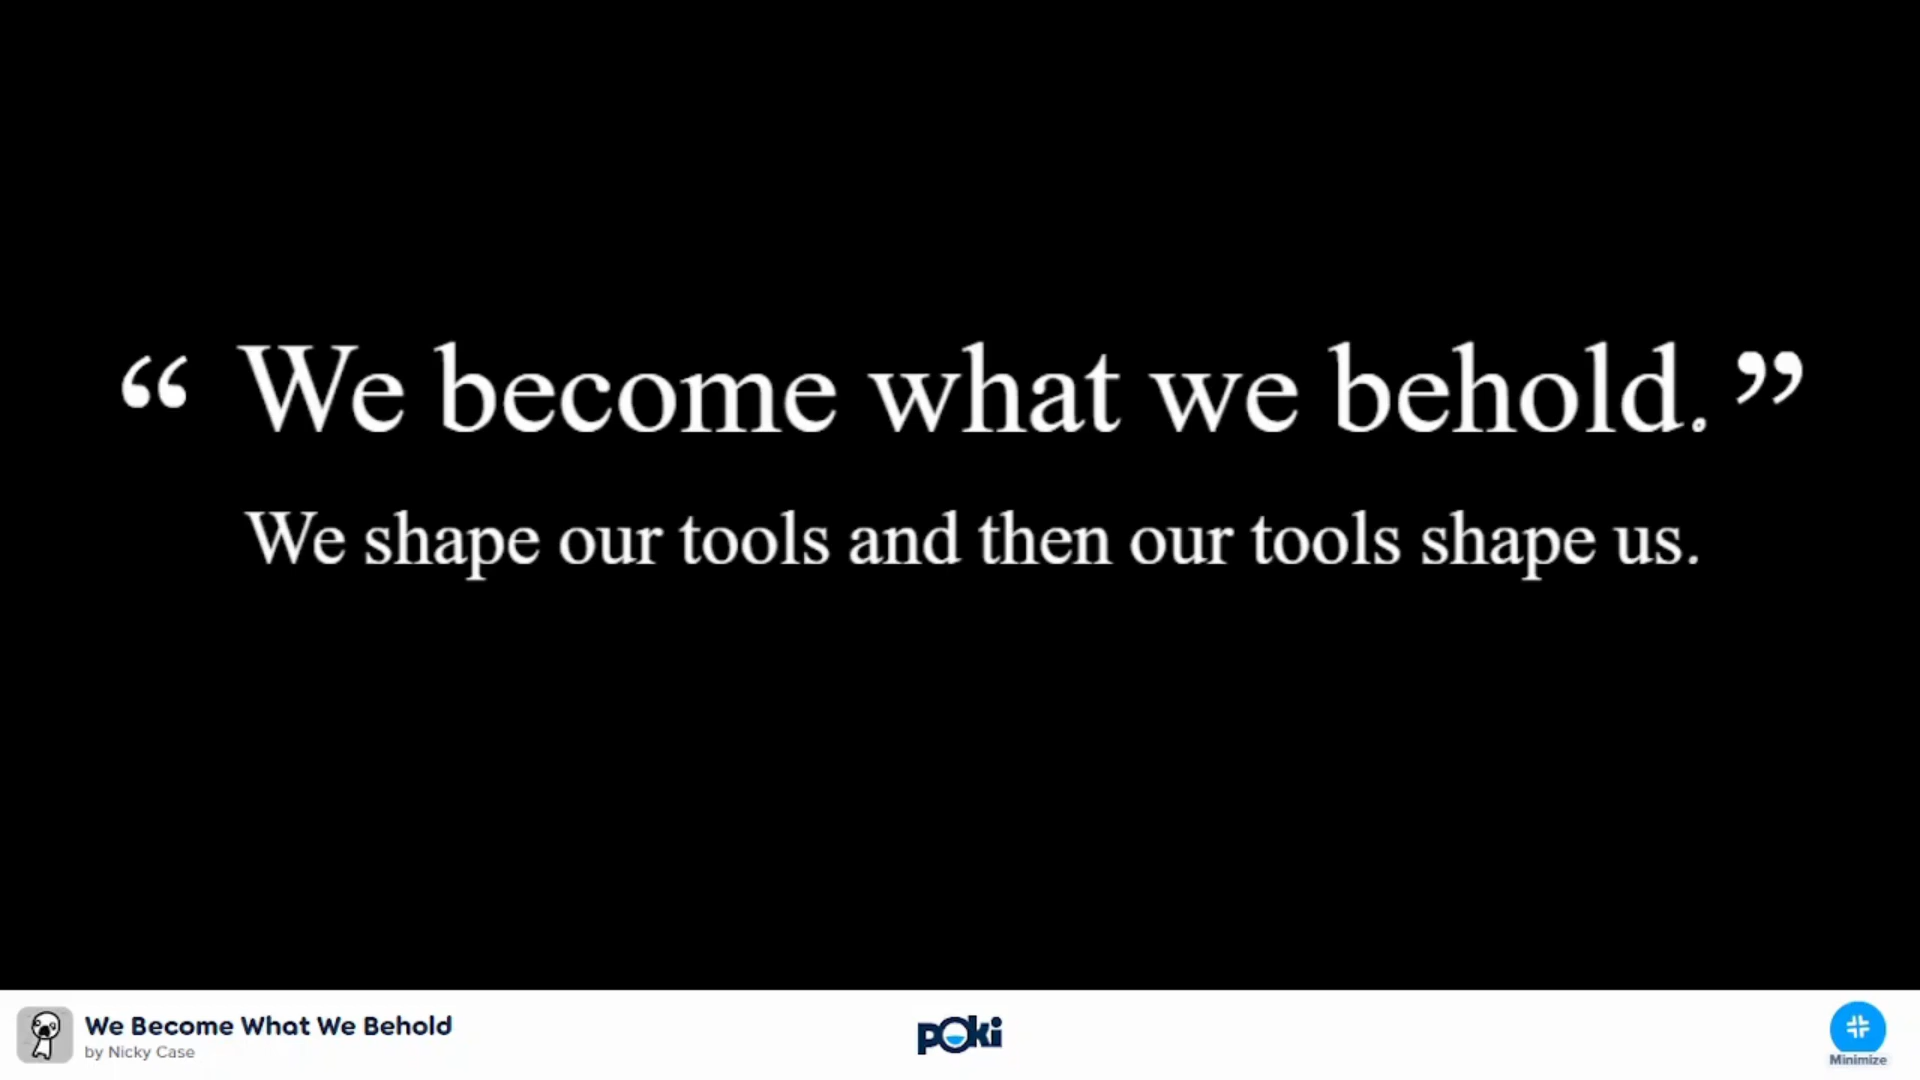 “ We become what we behold. ”
We shape our tools and then our tools shape us.
We Become What We Behold
by Nicky Case
poki
Minimize